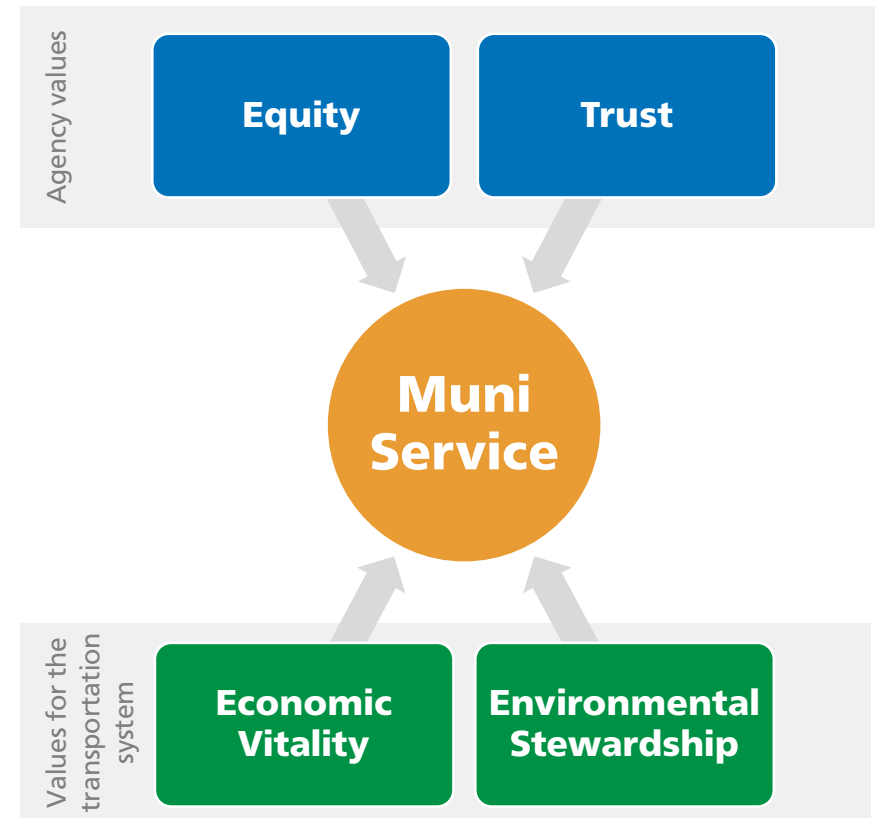 Agency values
Equity
Trust
Muni
Service
Values for the
transportation
system
Economic
Vitality
Environmental
Stewardship